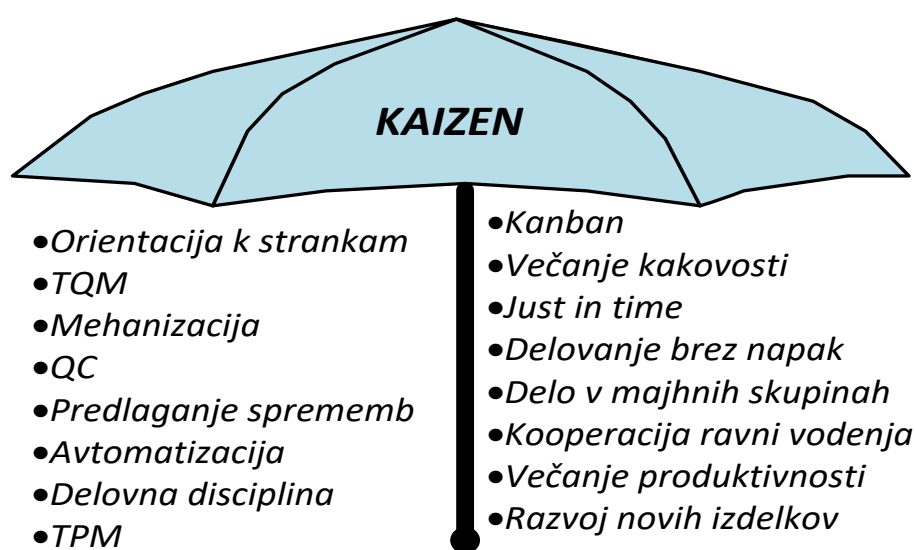 KAIZEN
•Orientacija k strankam
•TQM
•Mehanizacija
•QC
•Predlaganje sprememb
•Avtomatizacija
•Delovna disciplina
•TPM
•Kanban
•Večanje kakovosti
•Just in time
•Delovanje brez napak
•Delo v majhnih skupinah
•Kooperacija ravni vodenja
•Večanje produktivnosti
•Razvoj novih izdelkov